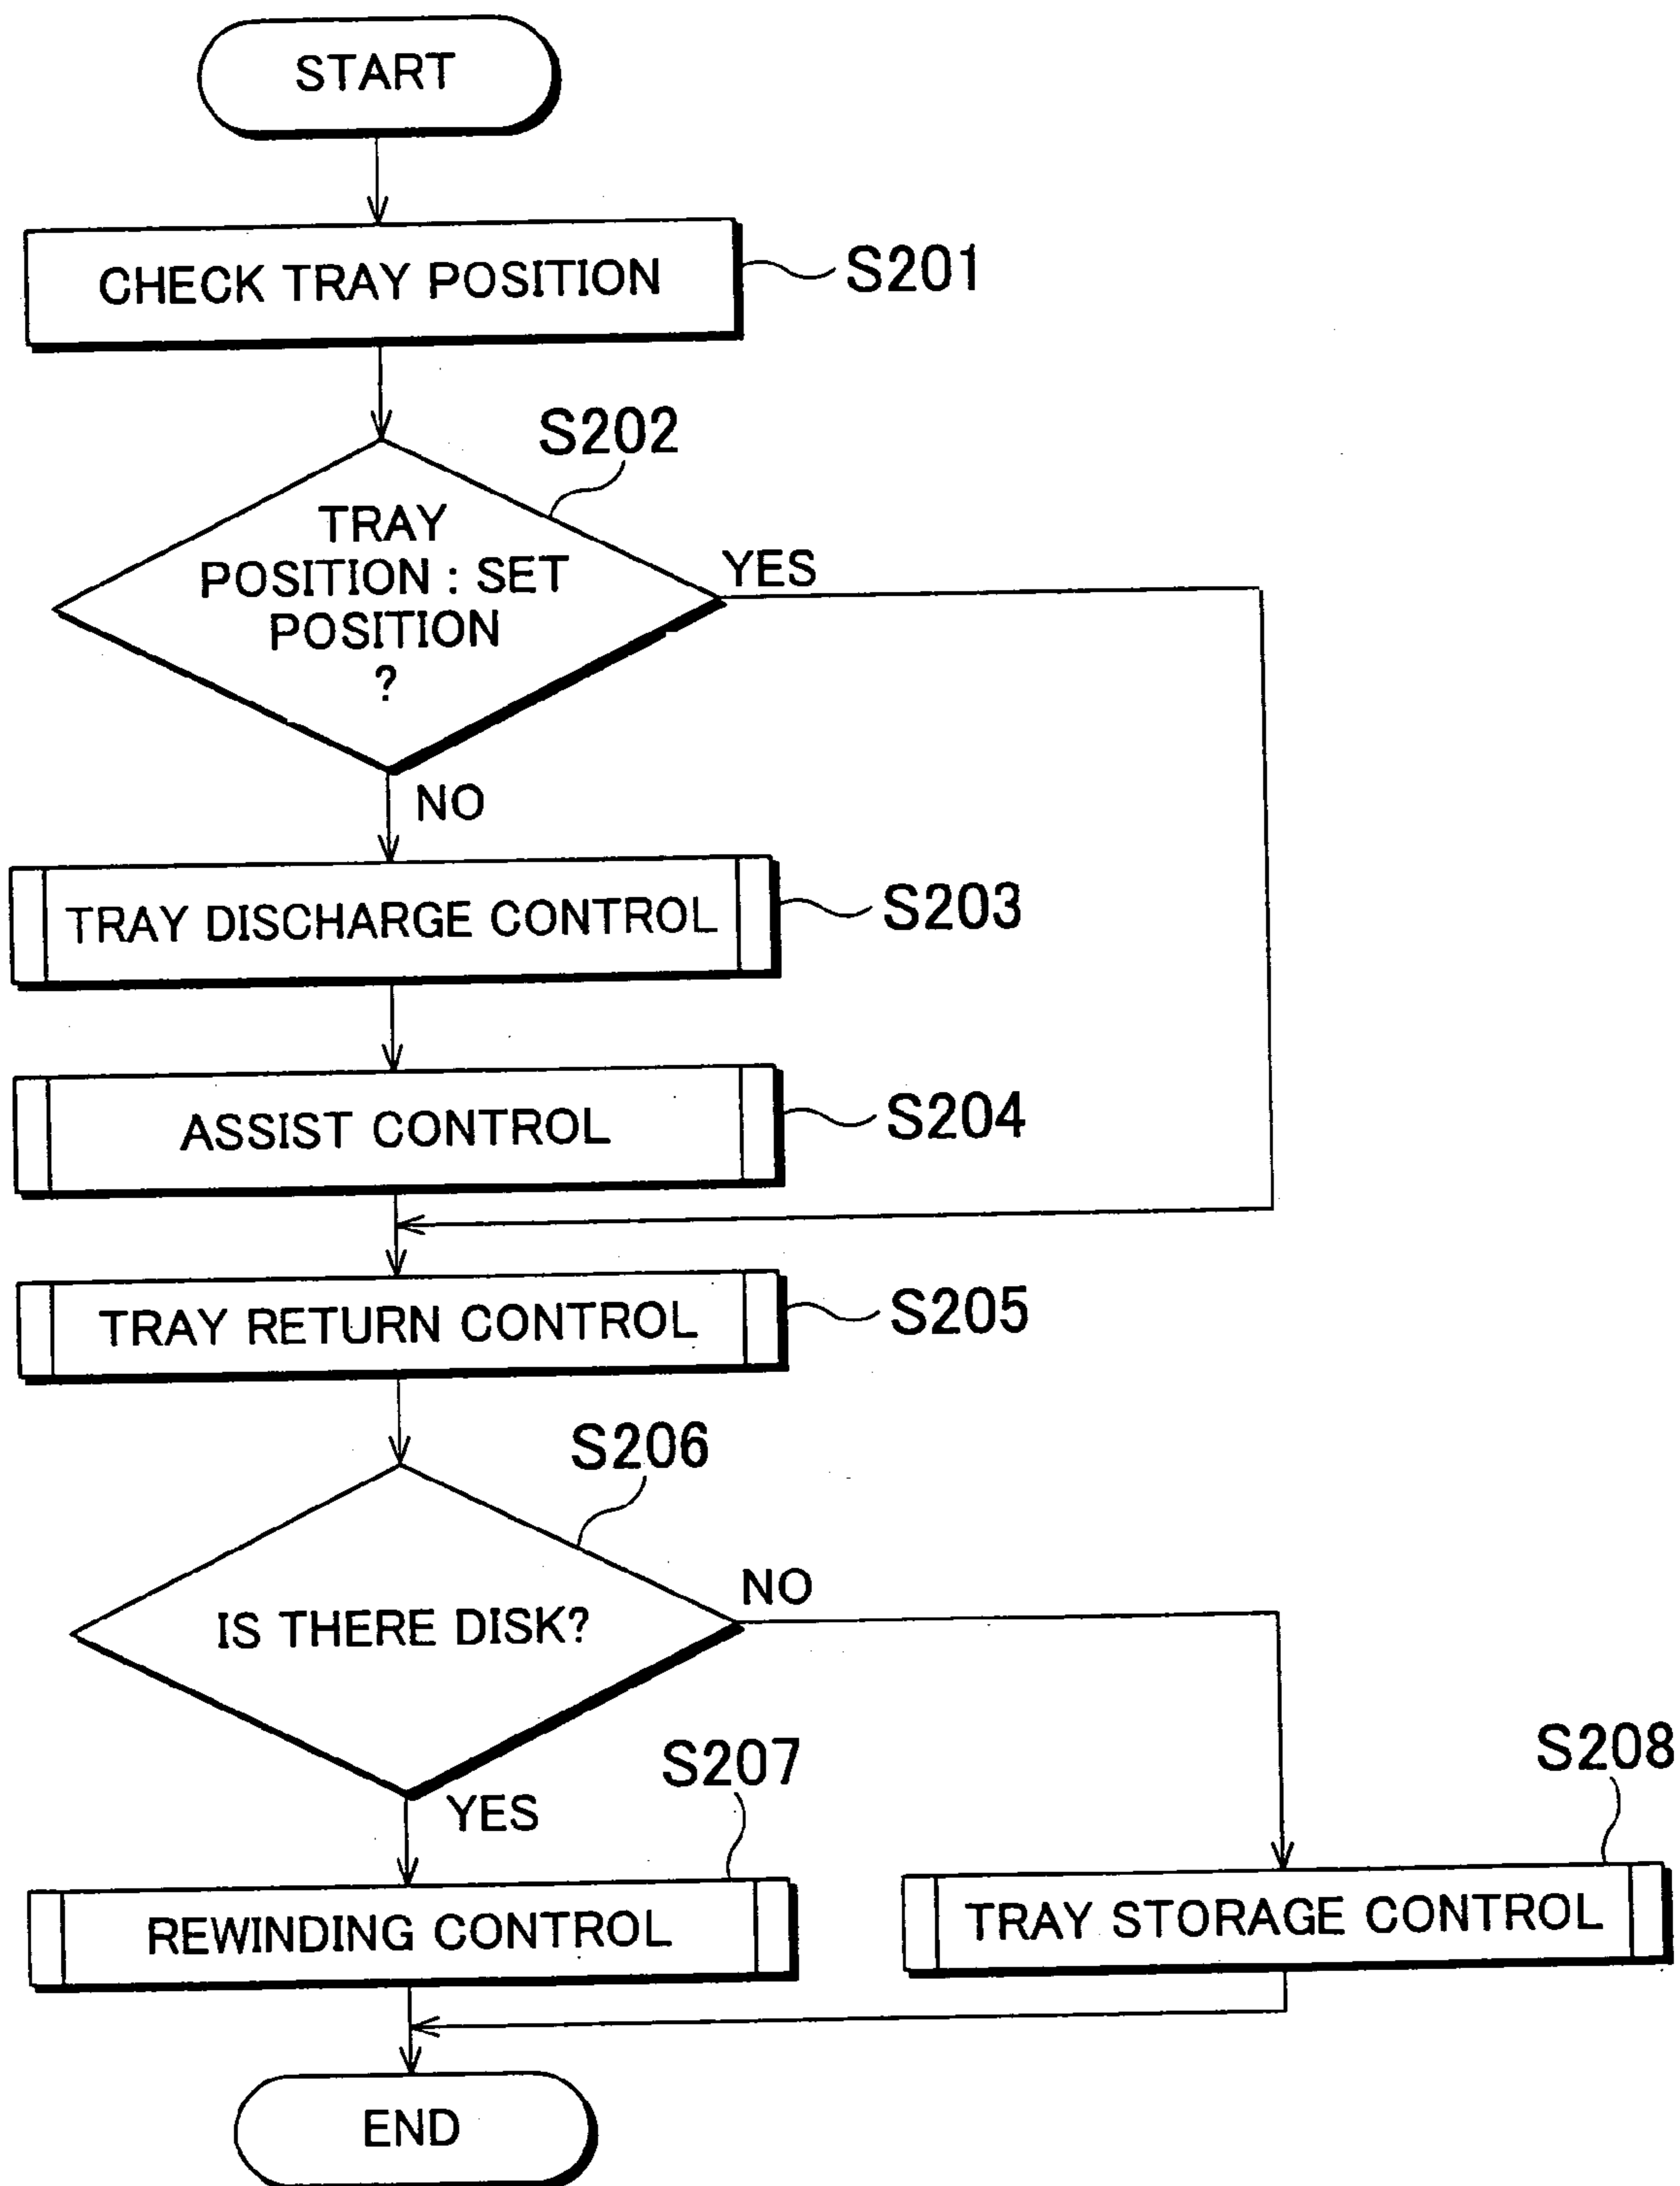 START
CHECK TRAY POSITION
S201
S202
TRAY
POSITION : SET
POSITION
?
YES
NO
TRAY DISCHARGE CONTROL
S203
ASSIST CONTROL
S204
TRAY RETURN CONTROL
S205
S206
IS THERE DISK?
NO
YES
S207
S208
REWINDING CONTROL
TRAY STORAGE CONTROL
END